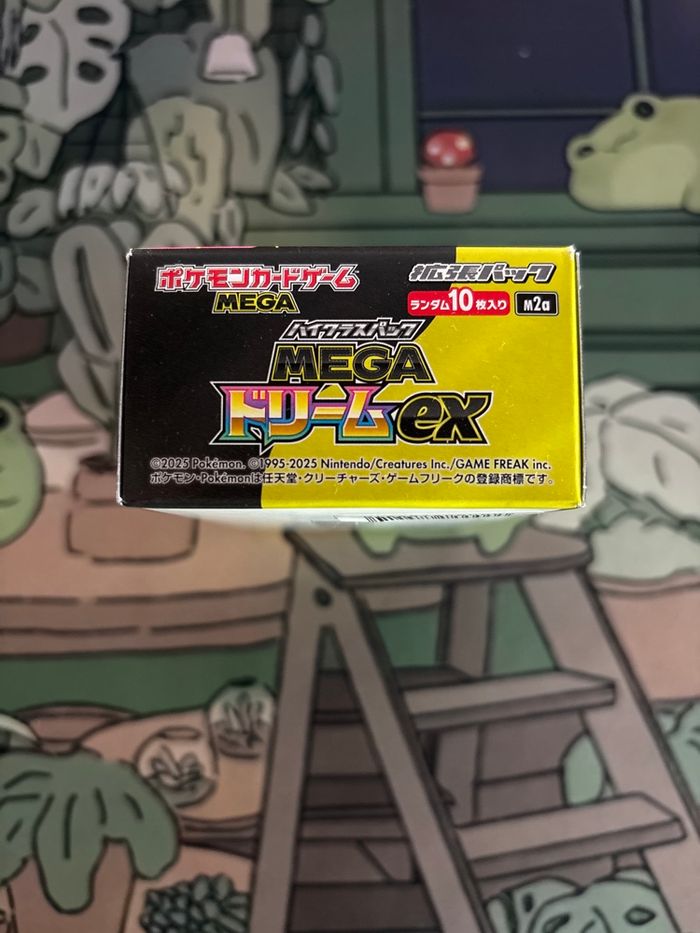 ポケモンカードゲーム
MEGA
拡張パック
ランダム10枚入り M2a
ハイクラスパック
MEGA
ドリームex
©2025 Pokémon. ©1995-2025 Nintendo/Creatures Inc./GAME FREAK inc.
ポケモン・Pokémonは任天堂・クリーチャーズ・ゲームフリークの登録商標です。